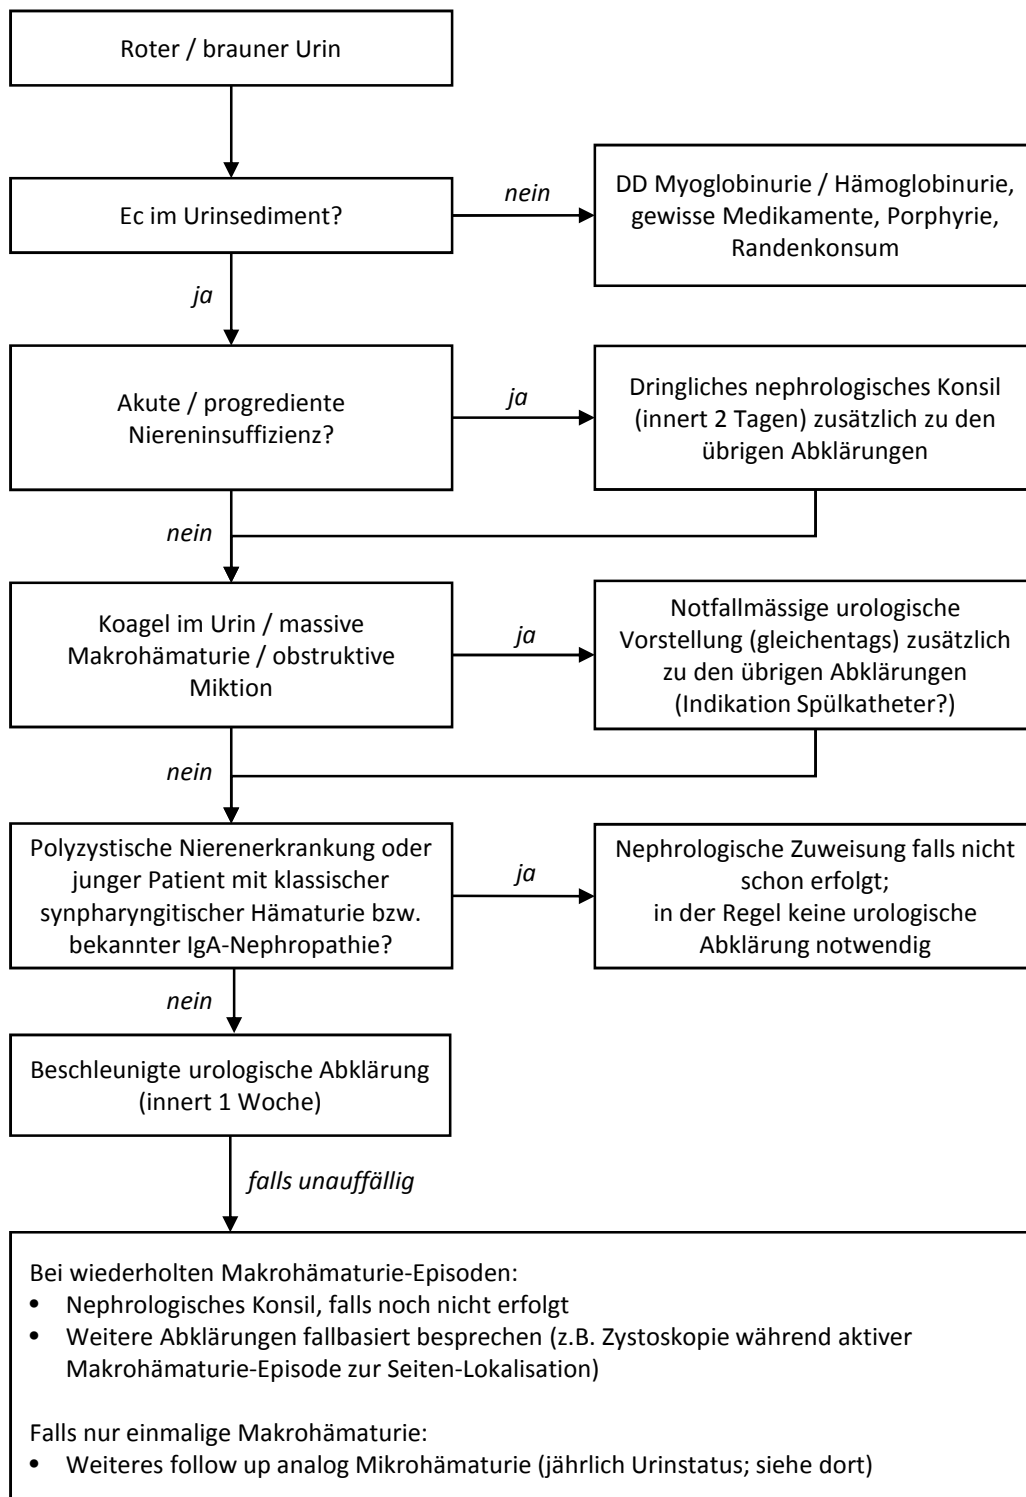 Roter / brauner Urin
Ec im Urinsediment?
nein
DD Myoglobinurie / Hämoglobinurie,
gewisse Medikamente, Porphyrie,
Randenkonsum
ja
Akute / progrediente
Niereninsuffizienz?
ja
Dringliches nephrologisches Konsil
(innert 2 Tagen) zusätzlich zu den
übrigen Abklärungen
nein
Koagel im Urin / massive
Makrohämaturie / obstruktive
Miktion
ja
Notfallmässige urologische
Vorstellung (gleichentags) zusätzlich
zu den übrigen Abklärungen
(Indikation Spülkatheter?)
nein
Polyzystische Nierenerkrankung oder
junger Patient mit klassischer
synpharyngitischer Hämaturie bzw.
bekannter IgA-Nephropathie?
ja
Nephrologische Zuweisung falls nicht
schon erfolgt;
in der Regel keine urologische
Abklärung notwendig
nein
Beschleunigte urologische Abklärung
(innert 1 Woche)
falls unauffällig
Bei wiederholten Makrohämaturie-Episoden:
• Nephrologisches Konsil, falls noch nicht erfolgt
• Weitere Abklärungen fallbasiert besprechen (z.B. Zystoskopie während aktiver
Makrohämaturie-Episode zur Seiten-Lokalisation)
Falls nur einmalige Makrohämaturie:
• Weiteres follow up analog Mikrohämaturie (jährlich Urinstatus; siehe dort)